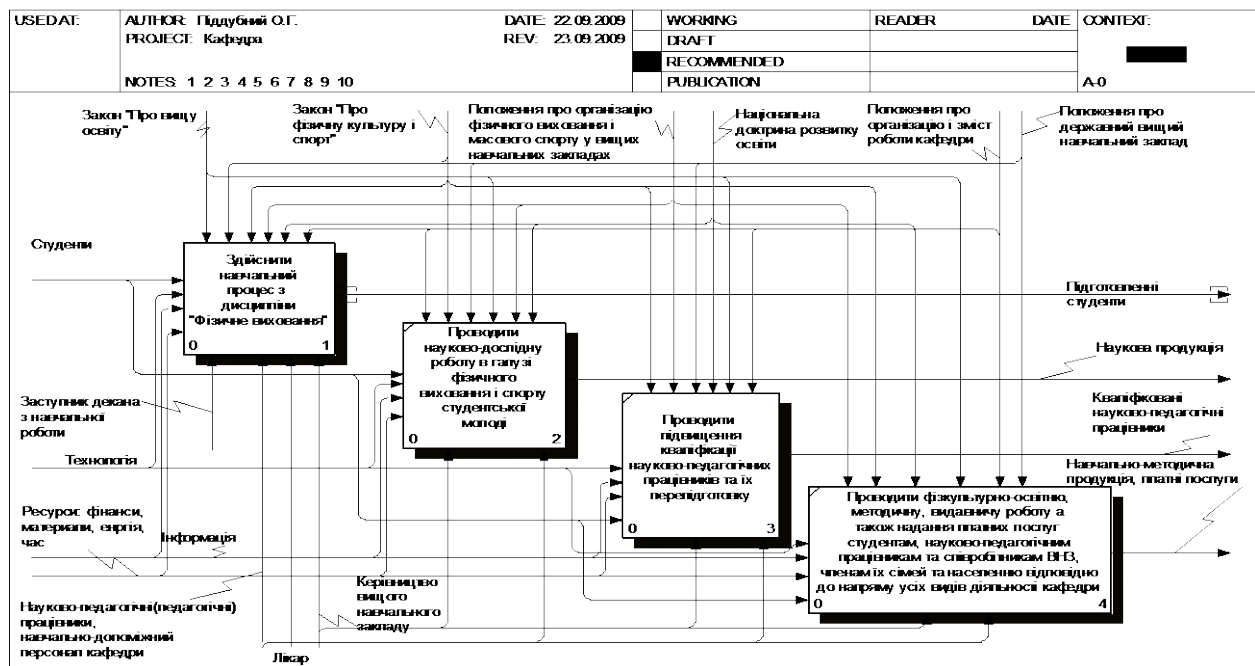 USED AT:
AUTHOR: Піддубний О.Г.
DATE: 22.09.2009
PROJECT: Кафедра
REV: 23.09.2009
NOTES: 1 2 3 4 5 6 7 8 9 10
WORKING
DRAFT
RECOMMENDED
PUBLICATION
READER
DATE
CONTEXT:
A-0
Закон "Про вищу
освіту"
Закон "Про
фізичну культуру і
спорт"
Положення про організацію
фізичного виховання і
масового спорту у вищих
навчальних закладах
Національна
доктрина розвитку
освіти
Положення про
організацію і зміст
роботи кафедри
Положення про
державний вищий
навчальний заклад
Студенти
Здійснити
навчальний
процес з
дисципліни
"Фізичне виховання"
0
1
Підготовленні
студенти
Проводити
науково-дослідну
роботу в галузі
фізичного
виховання і спорту
студентської
молоді
0
2
Наукова продукція
Заступник декана
з навчальної
роботи
Кваліфковані
науково-педагогічні
працівники
Проводити
підвищення
кваліфкації
науково-педагогічних
працівників та їх
перепідготовку
0
3
Технологія
Навчально-методична
продукція, платні послуги
Проводити фізкультурно-освітню,
методичну, видавничу роботу а
також надання платних послуг
студентам, науково-педагогічним
працівникам та співробітникам ВНЗ,
членам їх сімей та населенню відповідно
до напряму усіх видів діяльності кафедри
0
4
Ресурси: фінанси,
материали, енргія,
час
Інформація
Керівництво
вищого
навчального
закладу
Науково-педагогічні(педагогічні)
працівники,
навчально-допоміжний
персонал кафедри
Лікар